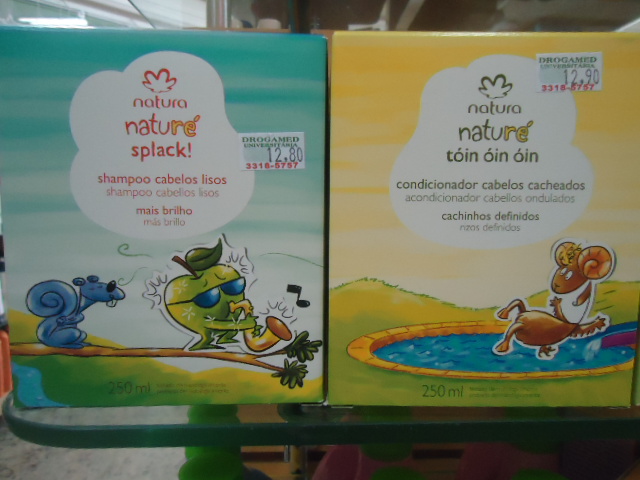 natura
naturé
splack!
DROGAMED
UNIVERSITÁRIA
12,80
3318-5757
shampoo cabelos lisos
shampoo cabellos lisos
mais brilho
más brillo
250 ml
DROGAMED
UNIVERSITÁRIA
12,90
3318-5757
natura
naturé
tóin óin óin
condicionador cabelos cacheados
acondicionador cabellos ondulados
cachinhos definidos
rizos definidos
250 ml